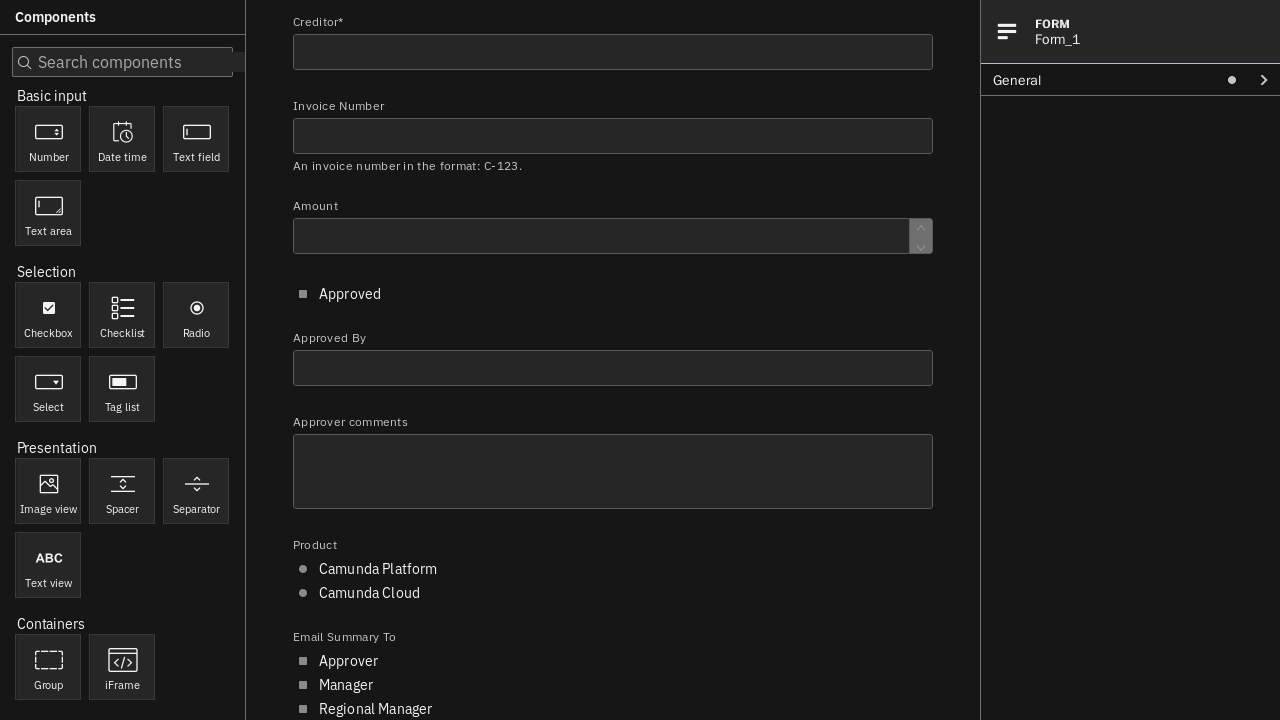 Components
Search components
Basic input
Number
Date time
Text field
Text area
Selection
Checkbox
Checklist
Radio
Select
Tag list
Presentation
Image view
Spacer
Separator
ABC
Text view
Containers
Group
iFrame
Creditor*
Invoice Number
An invoice number in the format: C-123.
Amount
Approved
Approved By
Approver comments
Product
Camunda Platform
Camunda Cloud
Email Summary To
Approver
Manager
Regional Manager
FORM
Form_1
General